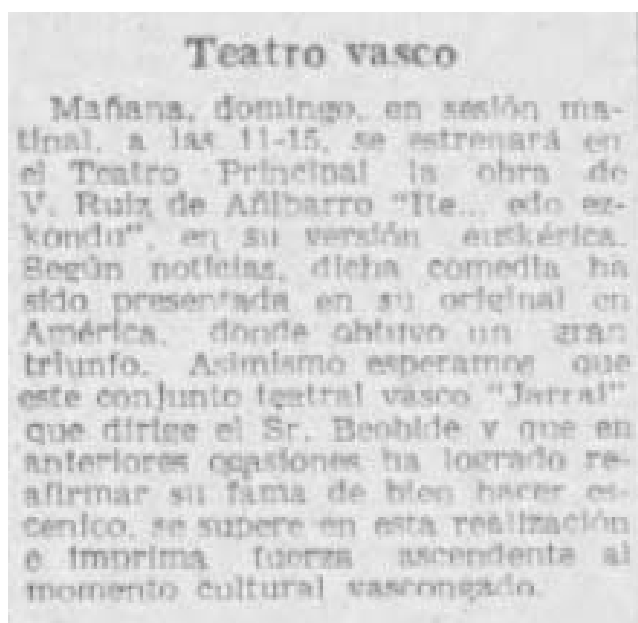 Teatro vasco
Mañana, domingo, en sesión ma-
tinal, a las 11-15, se estrenará en
el Teatro Principal la obra de
V. Ruiz de Añibarro "Ile... edo ez-
kondu", en su versión euskérica.
Según noticias, dicha comedia ha
sido presentada en su original en
América, donde obtuvo un gran
triunfo. Asimismo esperamos que
este conjunto teatral vasco "Jarrai"
que dirige el Sr. Beobide y que en
anteriores ocasiones ha logrado re-
afirmar su fama de bien hacer es-
cenico, se supere en esta realización
e imprima fuerza ascendente al
momento cultural vascongado.